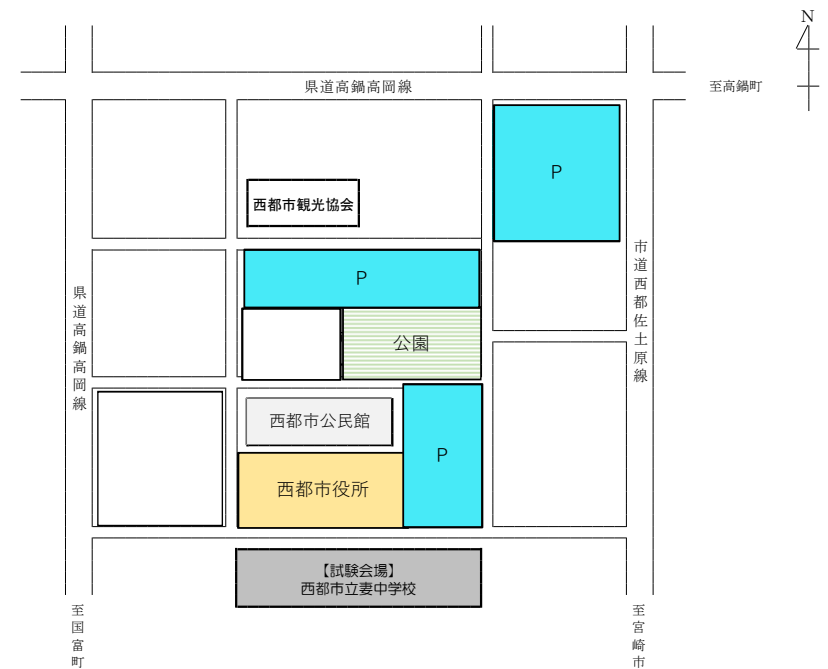 N
県道高鍋高岡線
至高鍋町
P
西都市観光協会
P
市道西都佐土原線
県道高鍋高岡線
公園
西都市公民館
P
西都市役所
【試験会場】
西都市立妻中学校
至国富町
至宮崎市